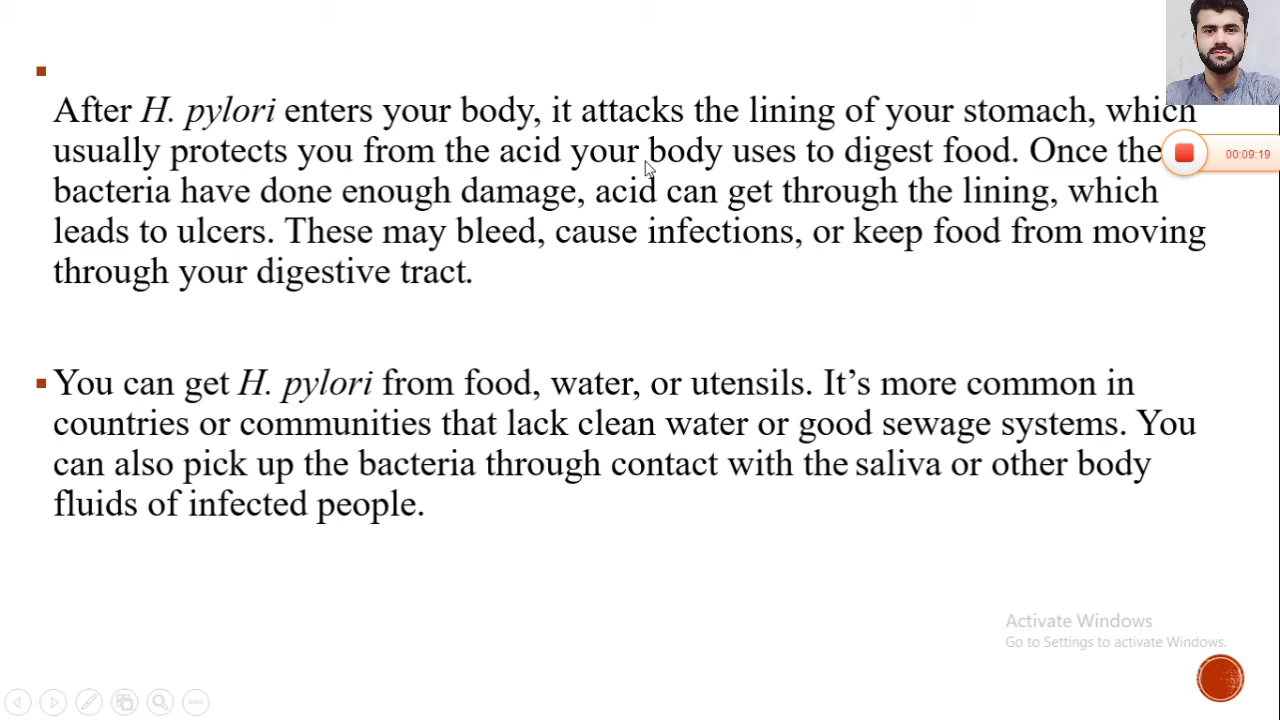 After H. pylori enters your body, it attacks the lining of your stomach, which
usually protects you from the acid your body uses to digest food. Once the
bacteria have done enough damage, acid can get through the lining, which
leads to ulcers. These may bleed, cause infections, or keep food from moving
through your digestive tract.
You can get H. pylori from food, water, or utensils. It’s more common in
countries or communities that lack clean water or good sewage systems. You
can also pick up the bacteria through contact with the saliva or other body
fluids of infected people.
00:09:19
Activate Windows
Go to Settings to activate Windows.